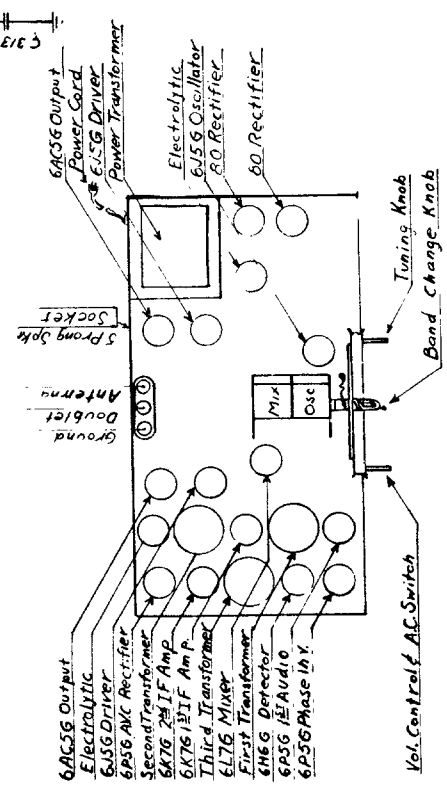 C313
6AC5G Output
Power Cord
6J5G Driver
Power Transformer
Electrolytic
6J5G Oscillator
80 Rectifier
80 Rectifier
5 Prong Spkr
Socket
Antenna
Doublet
Ground
Mix
Osc
Tuning Knob
Band Change Knob
6AC5G Output
Electrolytic
6J5G Driver
6P5G AVC Rectifier
Second Transformer
6K7G 2nd IF Amp
6K7G 1st IF Amp.
Third Transformer
6L7G Mixer
First Transformer
6H6G Detector
6P5G 1st Audio
6P5G Phase Inv.
Vol. Control & A.C. Switch